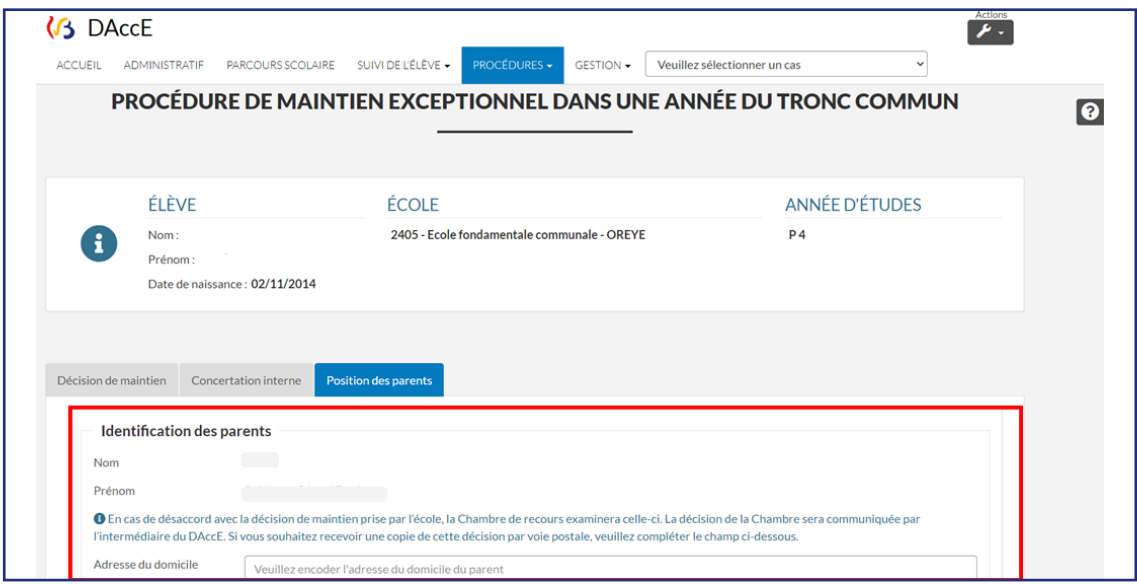 DAccE
Actions
ACCUEIL ADMINISTRATIF PARCOURS SCOLAIRE SUIVI DE L'ÉLÈVE PROCÉDURES GESTION Veuillez sélectionner un cas
PROCÉDURE DE MAINTIEN EXCEPTIONNEL DANS UNE ANNÉE DU TRONC COMMUN
ÉLÈVE ÉCOLE ANNÉE D'ÉTUDES
Nom : 2405 - Ecole fondamentale communale - OREYE P 4
Prénom :
Date de naissance : 02/11/2014
Décision de maintien Concertation interne Position des parents
Identification des parents
Nom
Prénom
En cas de désaccord avec la décision de maintien prise par l'école, la Chambre de recours examinera celle-ci. La décision de la Chambre sera communiquée par
l'intermédiaire du DAccE. Si vous souhaitez recevoir une copie de cette décision par voie postale, veuillez compléter le champ ci-dessous.
Adresse du domicile Veuillez encoder l'adresse du domicile du parent